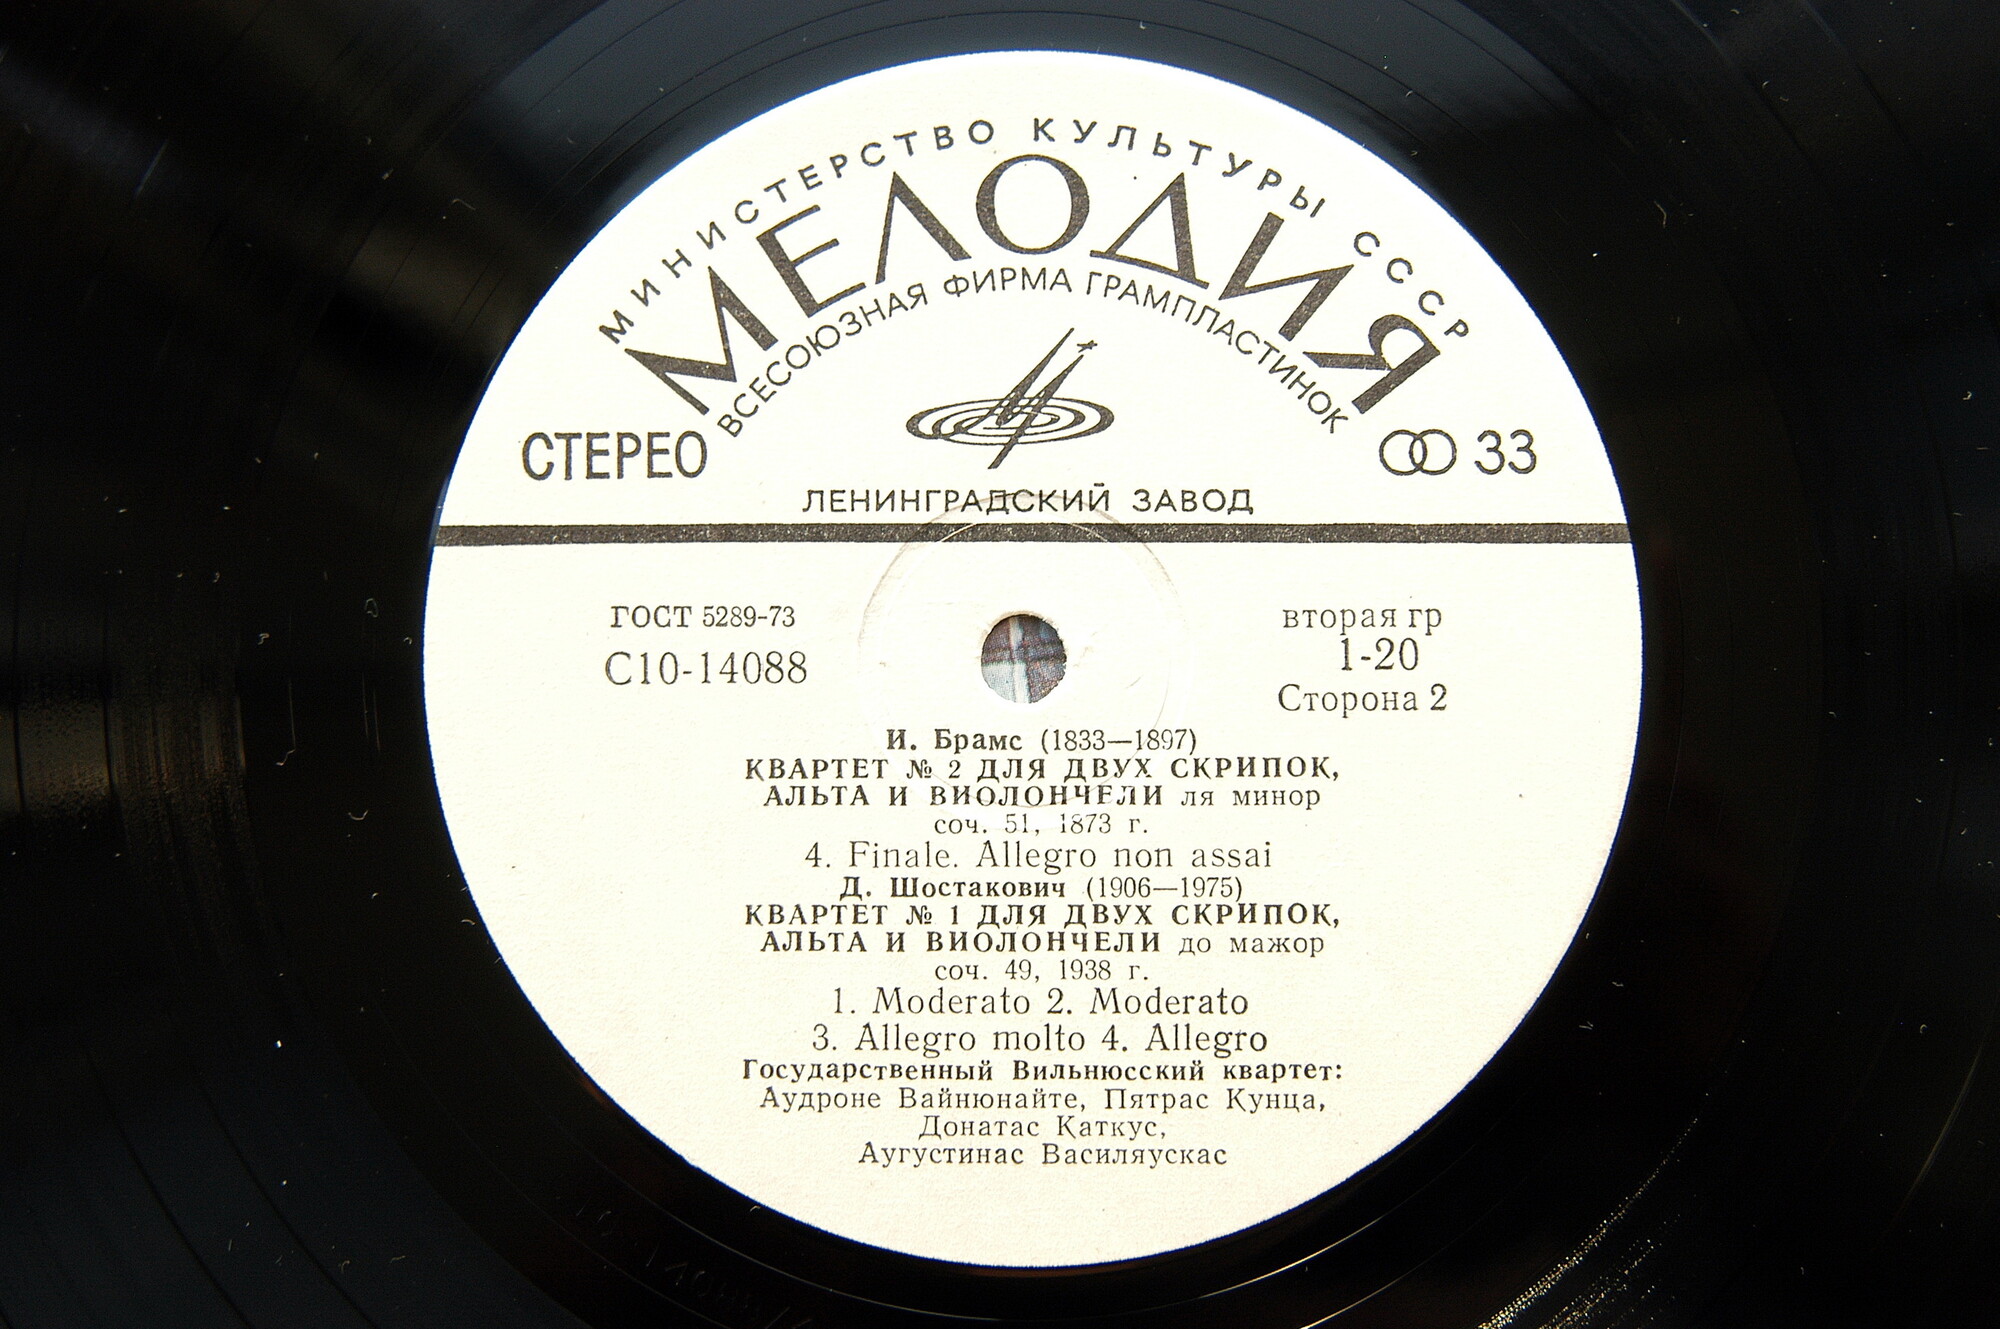 МИНИСТЕРСТВО КУЛЬТУРЫ СССР
МЕЛОДИЯ
ВСЕСОЮЗНАЯ ФИРМА ГРАМПЛАСТИНОК
СТЕРЕО
33
ЛЕНИНГРАДСКИЙ ЗАВОД
ГОСТ 5289-73
С10-14088
вторая гр
1-20
Сторона 2
И. Брамс (1833—1897)
КВАРТЕТ № 2 ДЛЯ ДВУХ СКРИПОК,
АЛЬТА И ВИОЛОНЧЕЛИ ля минор
соч. 51, 1873 г.
4. Finale. Allegro non assai
Д. Шостакович (1906—1975)
КВАРТЕТ № 1 ДЛЯ ДВУХ СКРИПОК,
АЛЬТА И ВИОЛОНЧЕЛИ до мажор
соч. 49, 1938 г.
1. Moderato 2. Moderato
3. Allegro molto 4. Allegro
Государственный Вильнюсский квартет:
Аудроне Вайнюнайте, Пятрас Кунца,
Донатас Каткус,
Аугустинас Василяускас